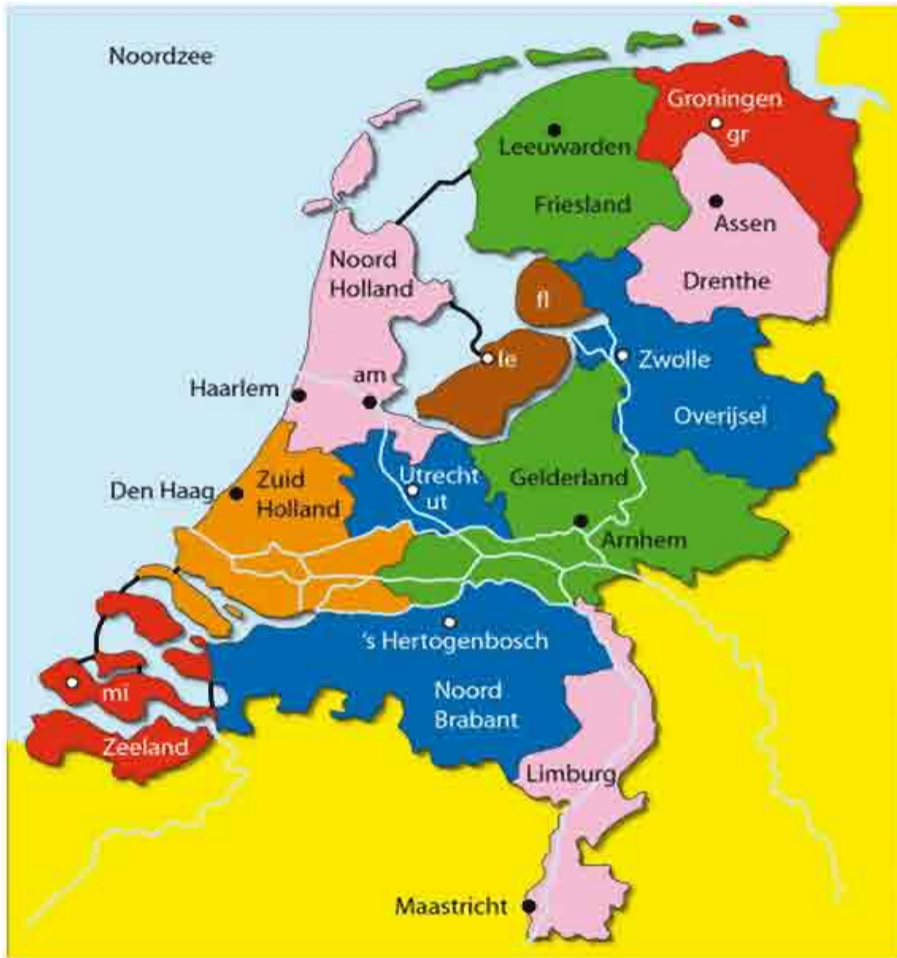 Noordzee
Groningen
gr
Leeuwarden
Friesland
Assen
Drenthe
Noord
Holland
fl
le
Zwolle
am
Haarlem
Overijsel
Utrecht
ut
Gelderland
Zuid
Holland
Den Haag
Arnhem
's Hertogenbosch
mi
Noord
Brabant
Zeeland
Limburg
Maastricht